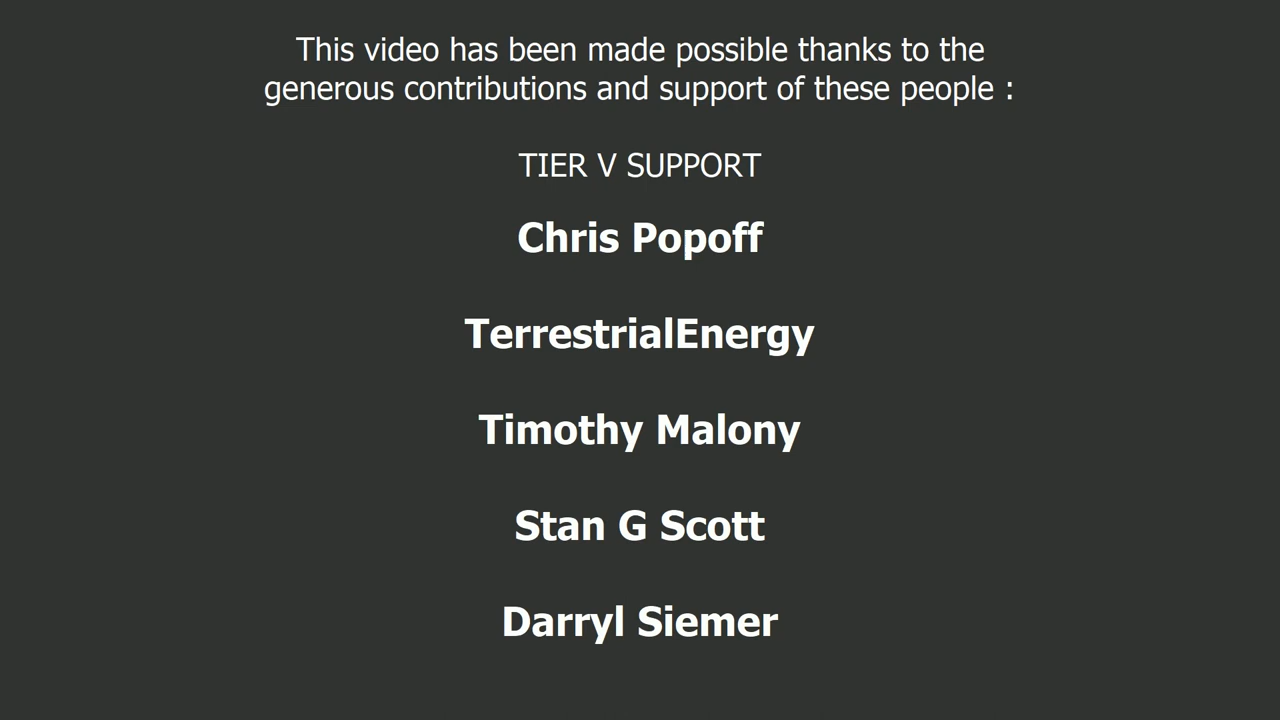 This video has been made possible thanks to the
generous contributions and support of these people :
TIER V SUPPORT
Chris Popoff
TerrestrialEnergy
Timothy Malony
Stan G Scott
Darryl Siemer